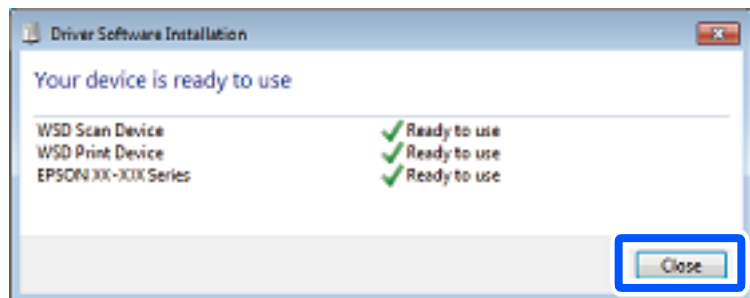 Driver Software Installation
Your device is ready to use
WSD Scan Device Ready to use
WSD Print Device Ready to use
EPSON XX-XXX Series Ready to use
Close